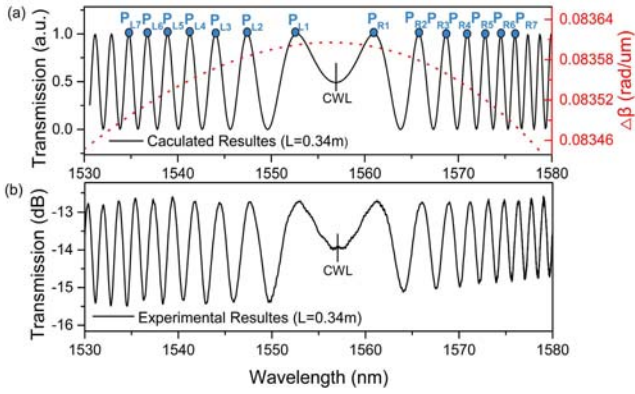 (a)
P_L7 P_L6 P_L5 P_L4 P_L3 P_L2 P_L1 P_R1 P_R2 P_R3 P_R4 P_R5 P_R6 P_R7
Transmission (a.u.)
1.0
0.5
0.0
CWL
Caculated Resultes (L=0.34m)
0.08364
0.08358
0.08352
0.08346
Δβ (rad/um)
1530 1540 1550 1560 1570 1580
(b)
Transmission (dB)
-13
-14
-15
-16
CWL
Experimental Resultes (L=0.34m)
1530 1540 1550 1560 1570 1580
Wavelength (nm)